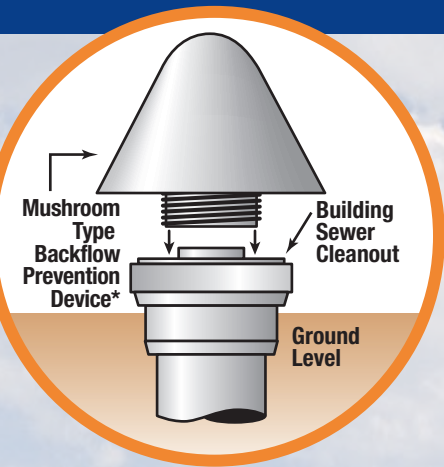 Mushroom
Type
Backflow
Prevention
Device*
Building
Sewer
Cleanout
Ground
Level